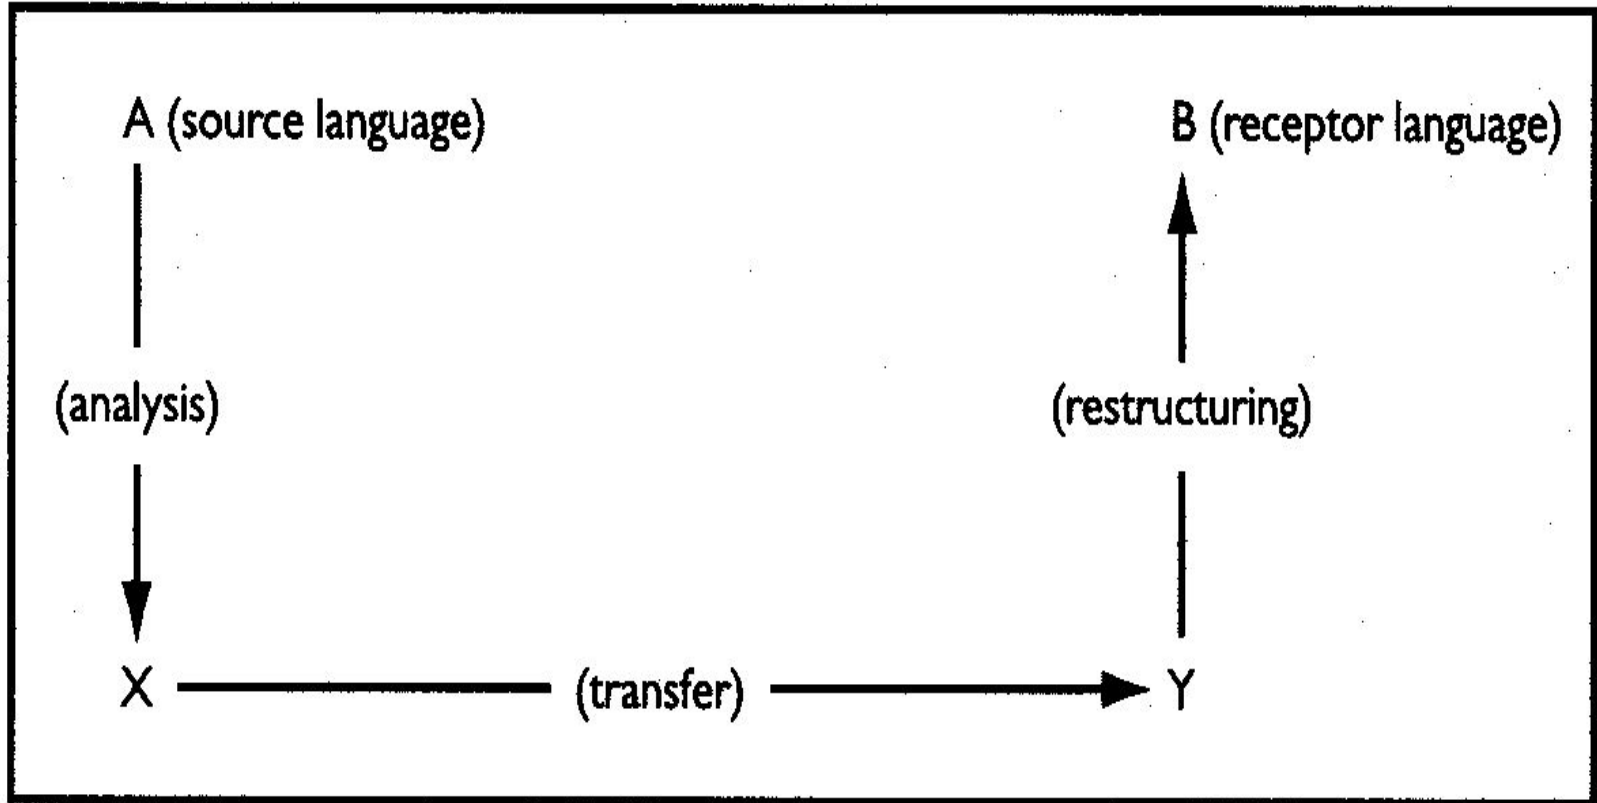 A (source language)
B (receptor language)
(analysis)
(restructuring)
X
(transfer)
Y